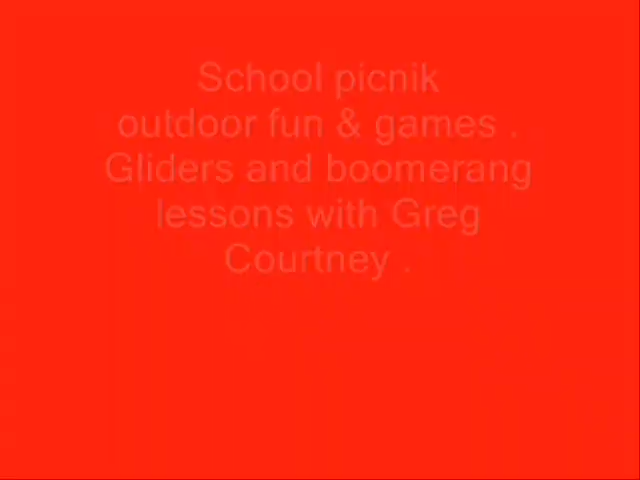 School picnik
outdoor fun & games .
Gliders and boomerang
lessons with Greg
Courtney .